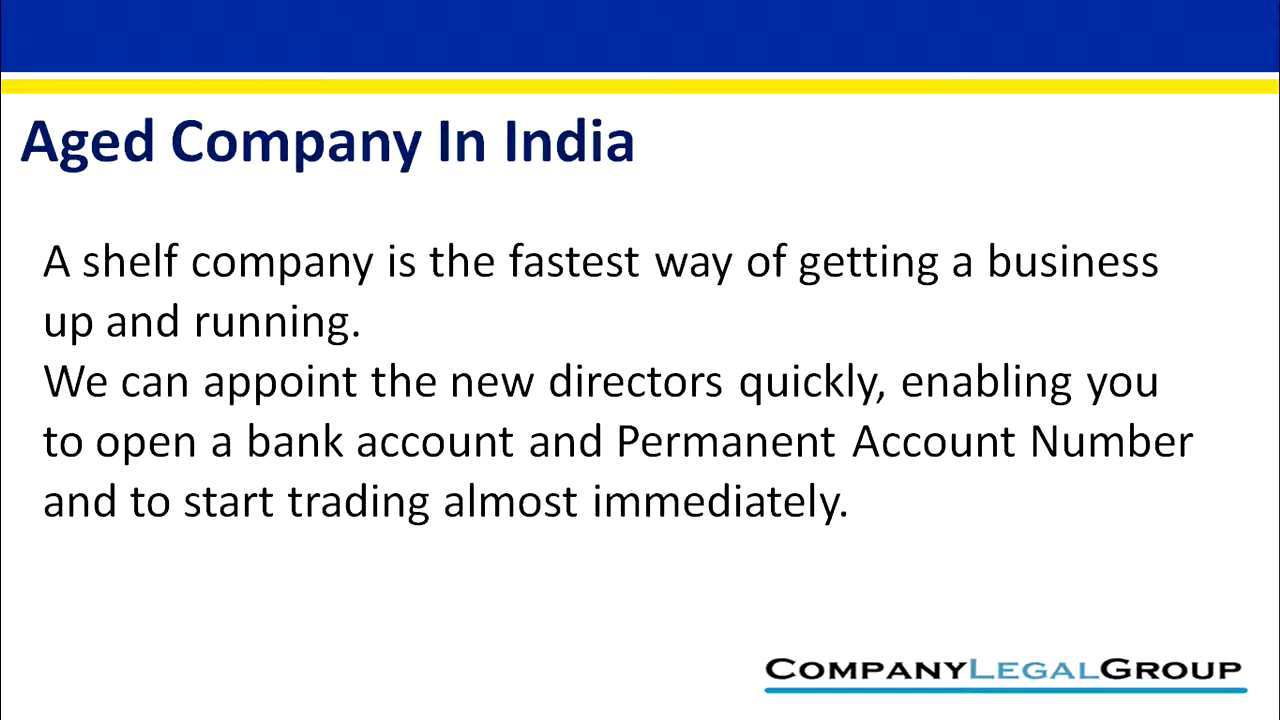 Aged Company In India
A shelf company is the fastest way of getting a business
up and running.
We can appoint the new directors quickly, enabling you
to open a bank account and Permanent Account Number
and to start trading almost immediately.
COMPANYLEGALGROUP